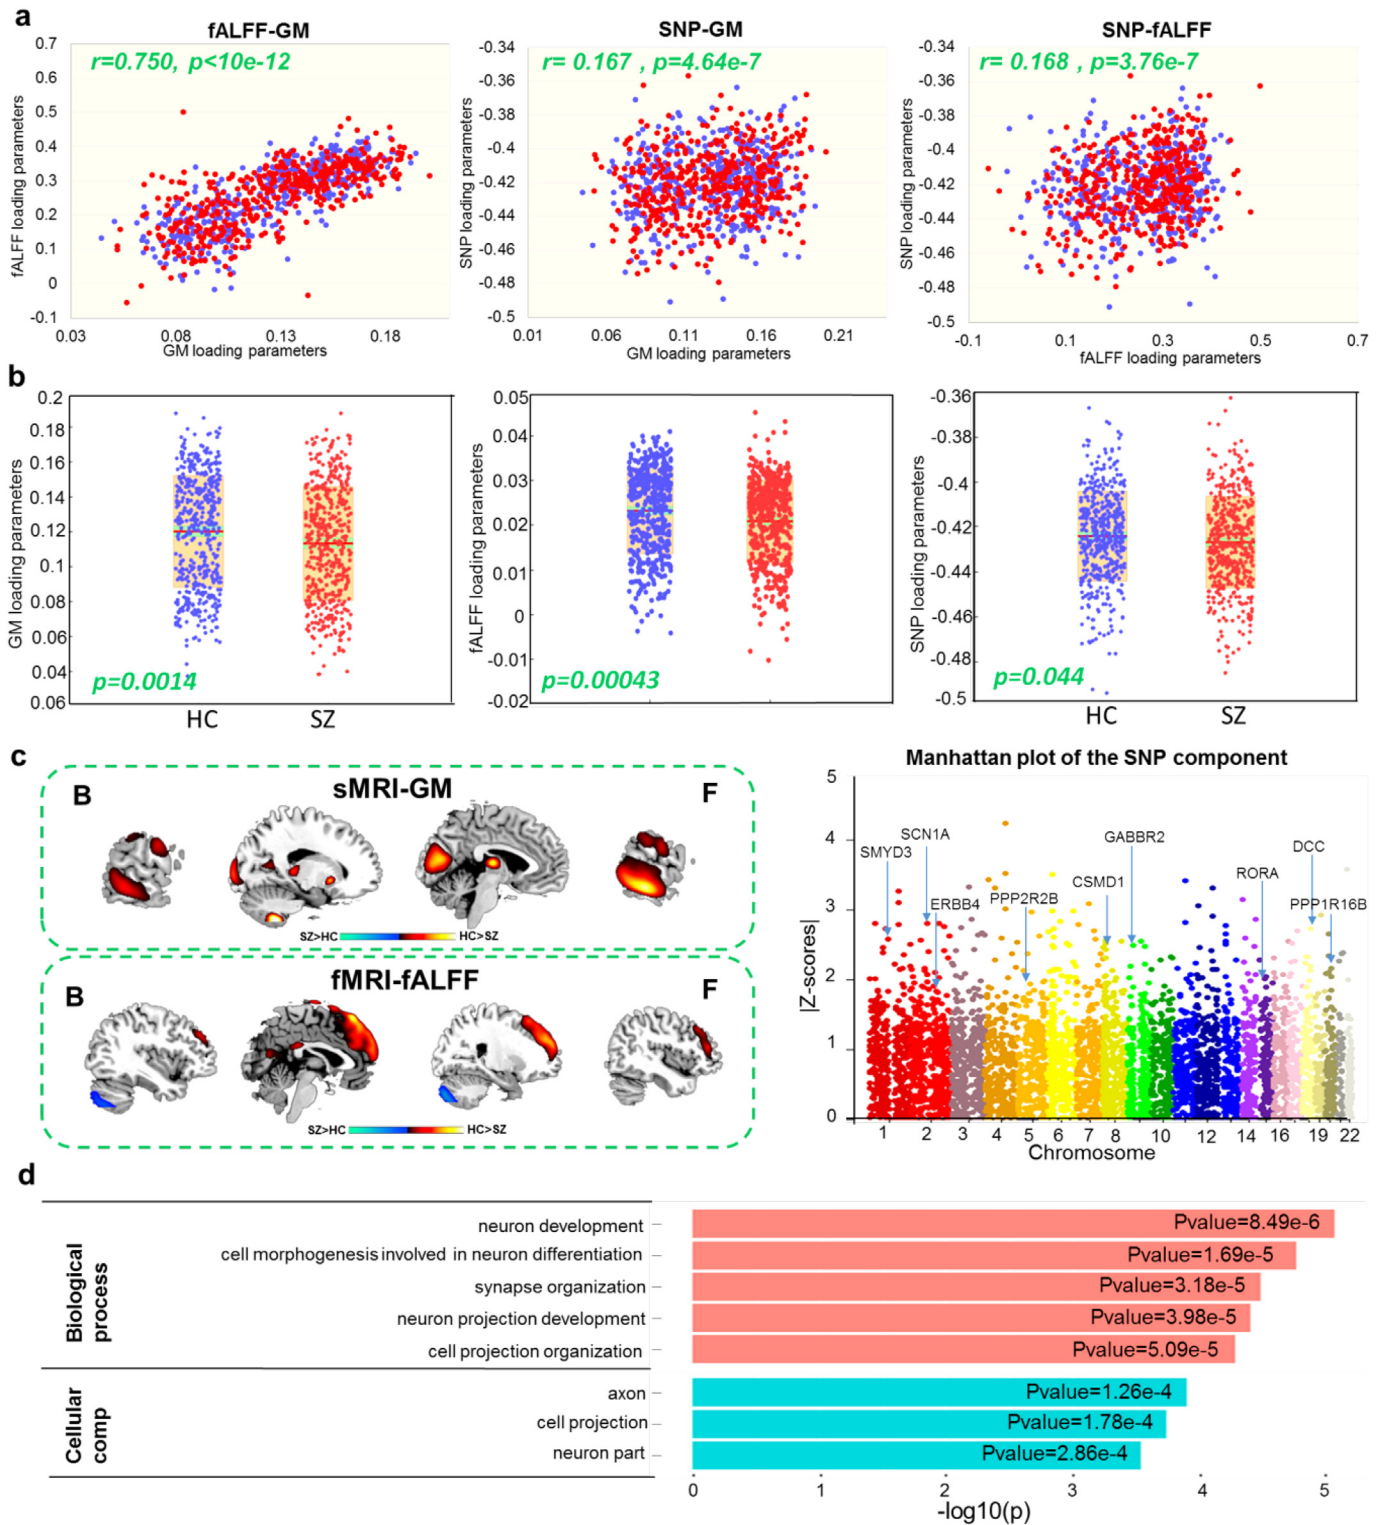 a
fALFF-GM
SNP-GM
SNP-fALFF
r=0.750, p<10e-12
r= 0.167 , p=4.64e-7
r= 0.168 , p=3.76e-7
fALFF loading parameters
0.7
0.6
0.5
0.4
0.3
0.2
0.1
0
-0.1
0.03
0.08
0.13
0.18
GM loading parameters
SNP loading parameters
-0.34
-0.36
-0.38
-0.4
-0.42
-0.44
-0.46
-0.48
-0.5
0.01
0.06
0.11
0.16
0.21
GM loading parameters
SNP loading parameters
-0.34
-0.36
-0.38
-0.4
-0.42
-0.44
-0.46
-0.48
-0.5
-0.1
0.1
0.3
0.5
0.7
fALFF loading parameters
b
GM loading parameters
0.2
0.18
0.16
0.14
0.12
0.1
0.08
0.06
0.04
0.06
p=0.0014
HC
SZ
fALFF loading parameters
0.05
0.04
0.03
0.02
0.01
0
-0.01
-0.02
p=0.00043
SNP loading parameters
-0.36
-0.38
-0.4
-0.42
-0.44
-0.46
-0.48
-0.5
p=0.044
HC
SZ
c
sMRI-GM
B
F
SZ>HC
HC>SZ
fMRI-fALFF
B
F
SZ>HC
HC>SZ
Manhattan plot of the SNP component
|Z-scores|
5
4
3
2
1
0
SMYD3
SCN1A
ERBB4
PPP2R2B
CSMD1
GABBR2
RORA
DCC
PPP1R16B
1
2
3
4
5
6
7
8
10
12
14
16
19
22
Chromosome
d
Biological
process
neuron development
Pvalue=8.49e-6
cell morphogenesis involved in neuron differentiation
Pvalue=1.69e-5
synapse organization
Pvalue=3.18e-5
neuron projection development
Pvalue=3.98e-5
cell projection organization
Pvalue=5.09e-5
Cellular
comp
axon
Pvalue=1.26e-4
cell projection
Pvalue=1.78e-4
neuron part
Pvalue=2.86e-4
0
1
2
3
4
5
-log10(p)